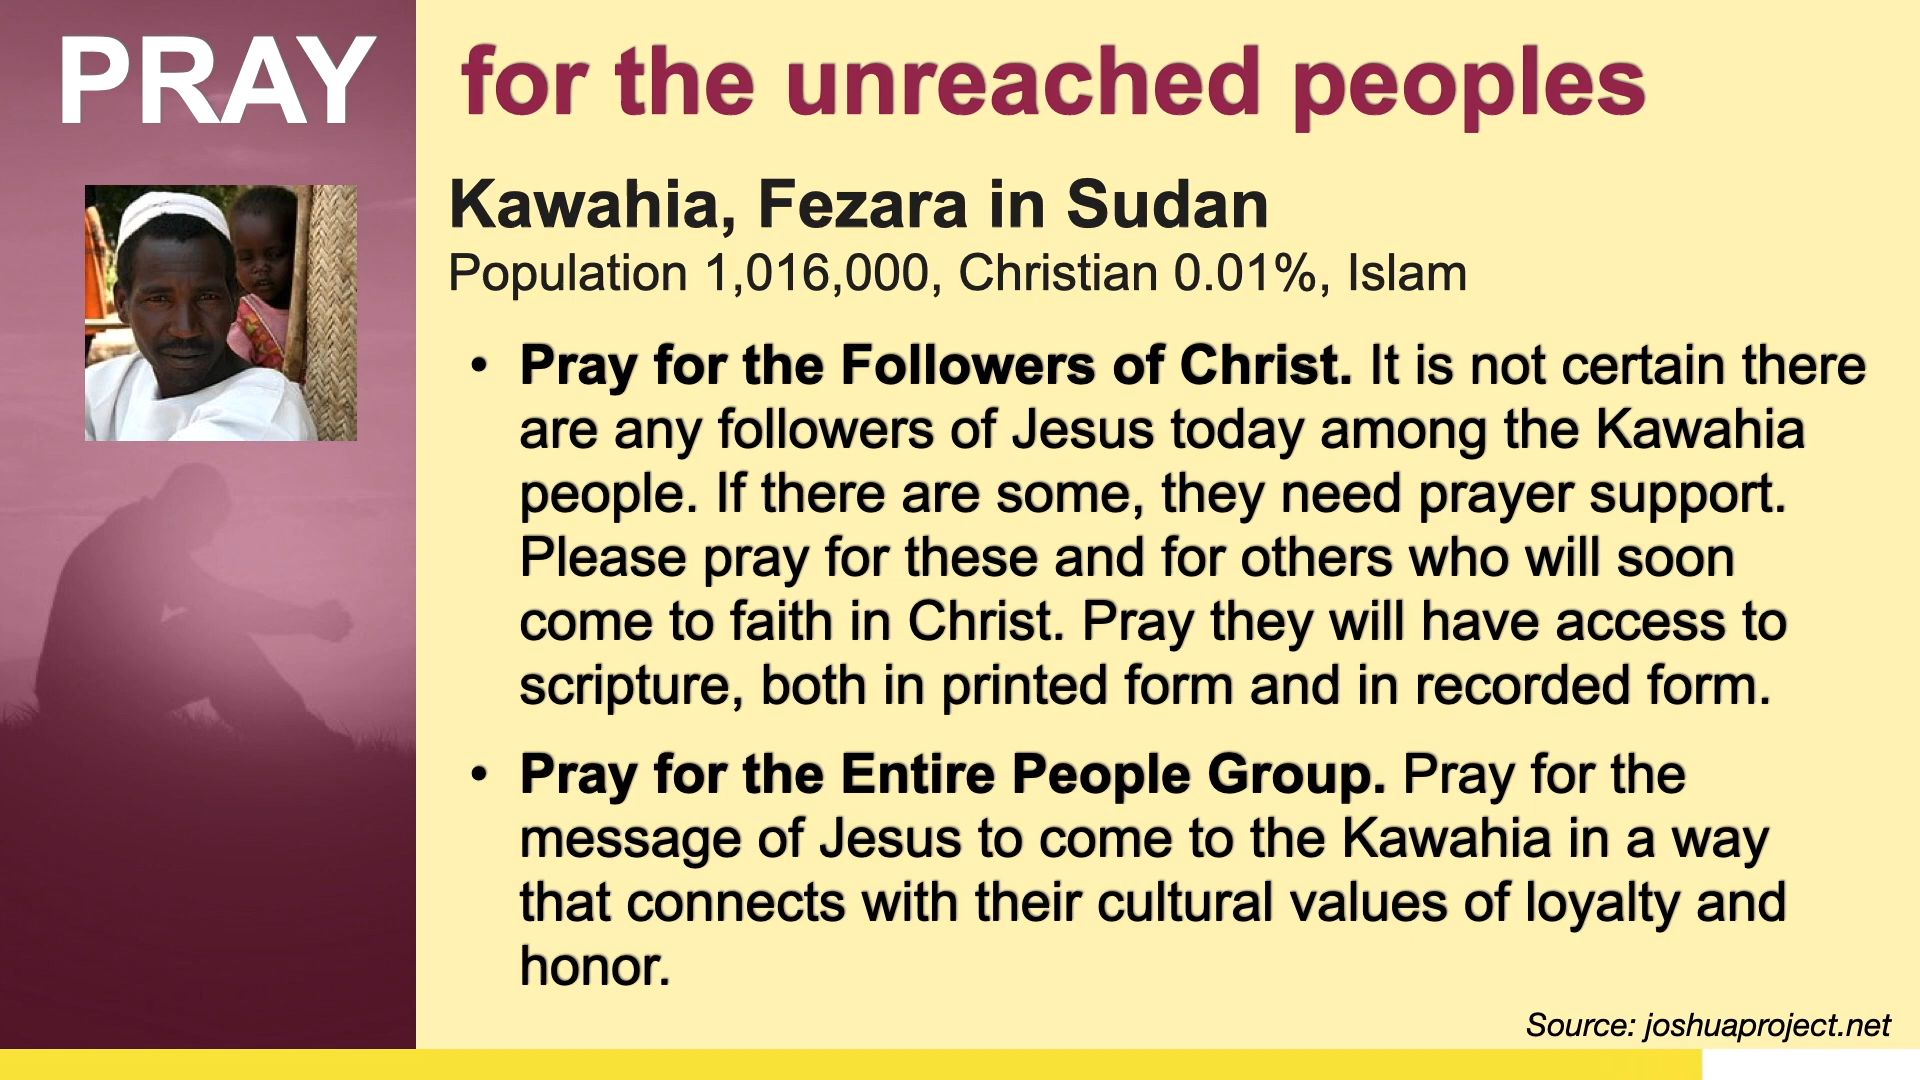 PRAY for the unreached peoples
Kawahia, Fezara in Sudan
Population 1,016,000, Christian 0.01%, Islam
• Pray for the Followers of Christ. It is not certain there
are any followers of Jesus today among the Kawahia
people. If there are some, they need prayer support.
Please pray for these and for others who will soon
come to faith in Christ. Pray they will have access to
scripture, both in printed form and in recorded form.
• Pray for the Entire People Group. Pray for the
message of Jesus to come to the Kawahia in a way
that connects with their cultural values of loyalty and
honor.
Source: joshuaproject.net